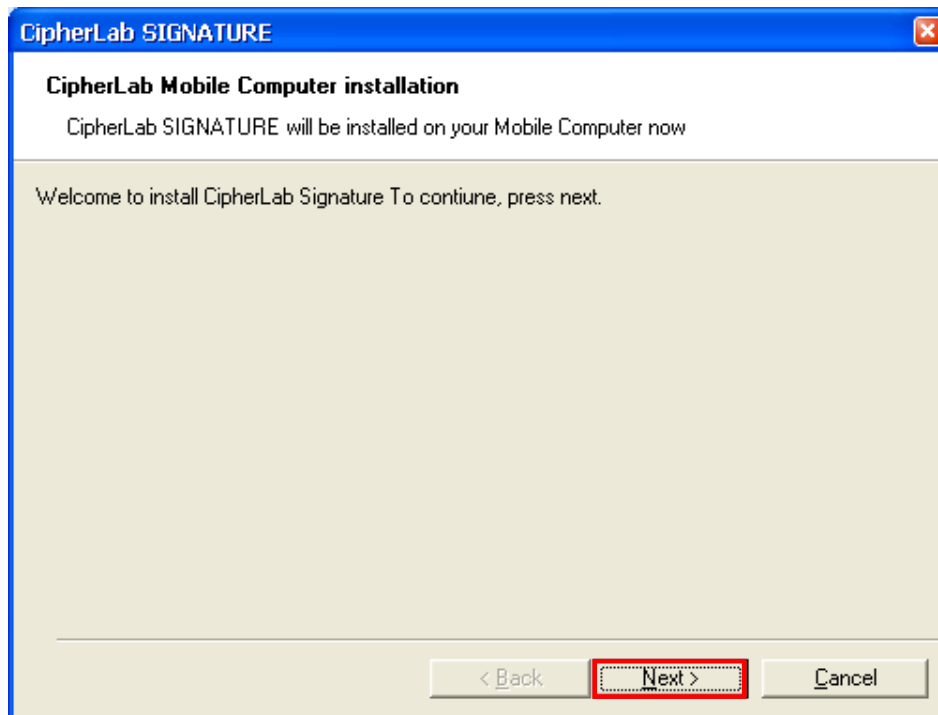 CipherLab SIGNATURE
CipherLab Mobile Computer installation
CipherLab SIGNATURE will be installed on your Mobile Computer now
Welcome to install CipherLab Signature To contiune, press next.
< Back Next > Cancel